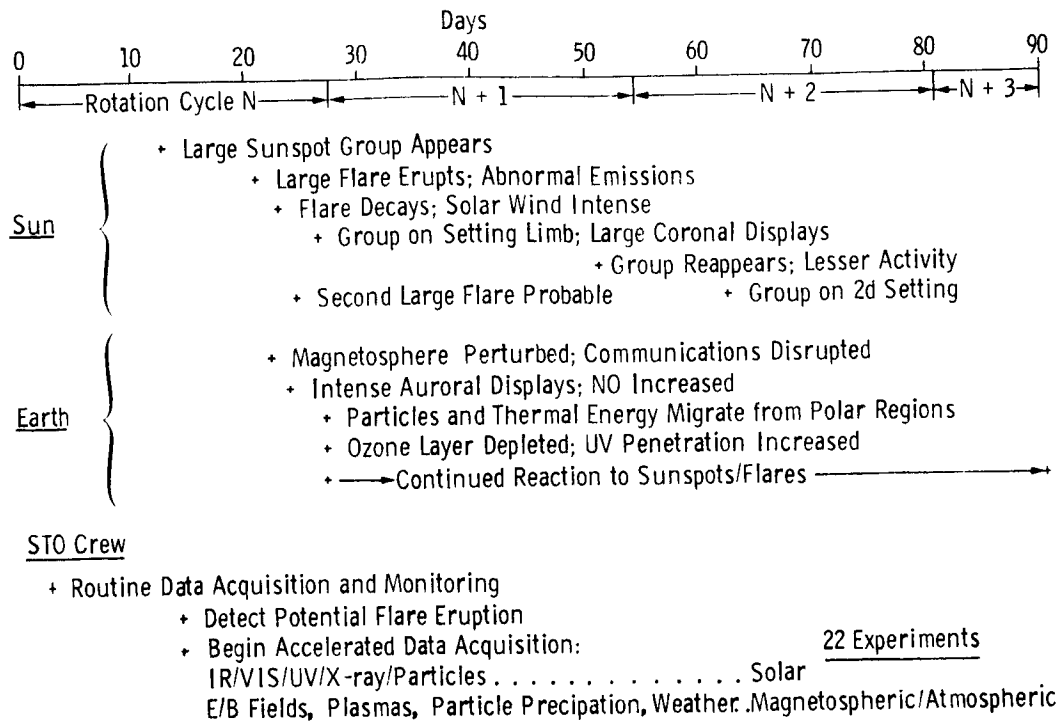 Days
0 10 20 30 40 50 60 70 80 90
Rotation Cycle N N + 1 N + 2 N + 3
Sun
+ Large Sunspot Group Appears
+ Large Flare Erupts; Abnormal Emissions
+ Flare Decays; Solar Wind Intense
+ Group on Setting Limb; Large Coronal Displays
+ Group Reappears; Lesser Activity
+ Second Large Flare Probable + Group on 2d Setting
Earth
+ Magnetosphere Perturbed; Communications Disrupted
+ Intense Auroral Displays; NO Increased
+ Particles and Thermal Energy Migrate from Polar Regions
+ Ozone Layer Depleted; UV Penetration Increased
+ Continued Reaction to Sunspots/Flares +
STO Crew
+ Routine Data Acquisition and Monitoring
+ Detect Potential Flare Eruption
+ Begin Accelerated Data Acquisition: 22 Experiments
IR/VIS/UV/X-ray/Particles . . . . . . . . . . . . . Solar
E/B Fields, Plasmas, Particle Precipation, Weather. .Magnetospheric/Atmospheric